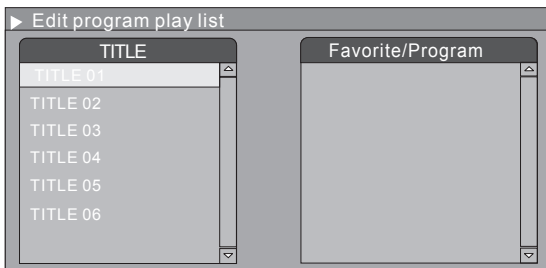 Edit program play list
TITLE
TITLE 01
TITLE 02
TITLE 03
TITLE 04
TITLE 05
TITLE 06
Favorite/Program